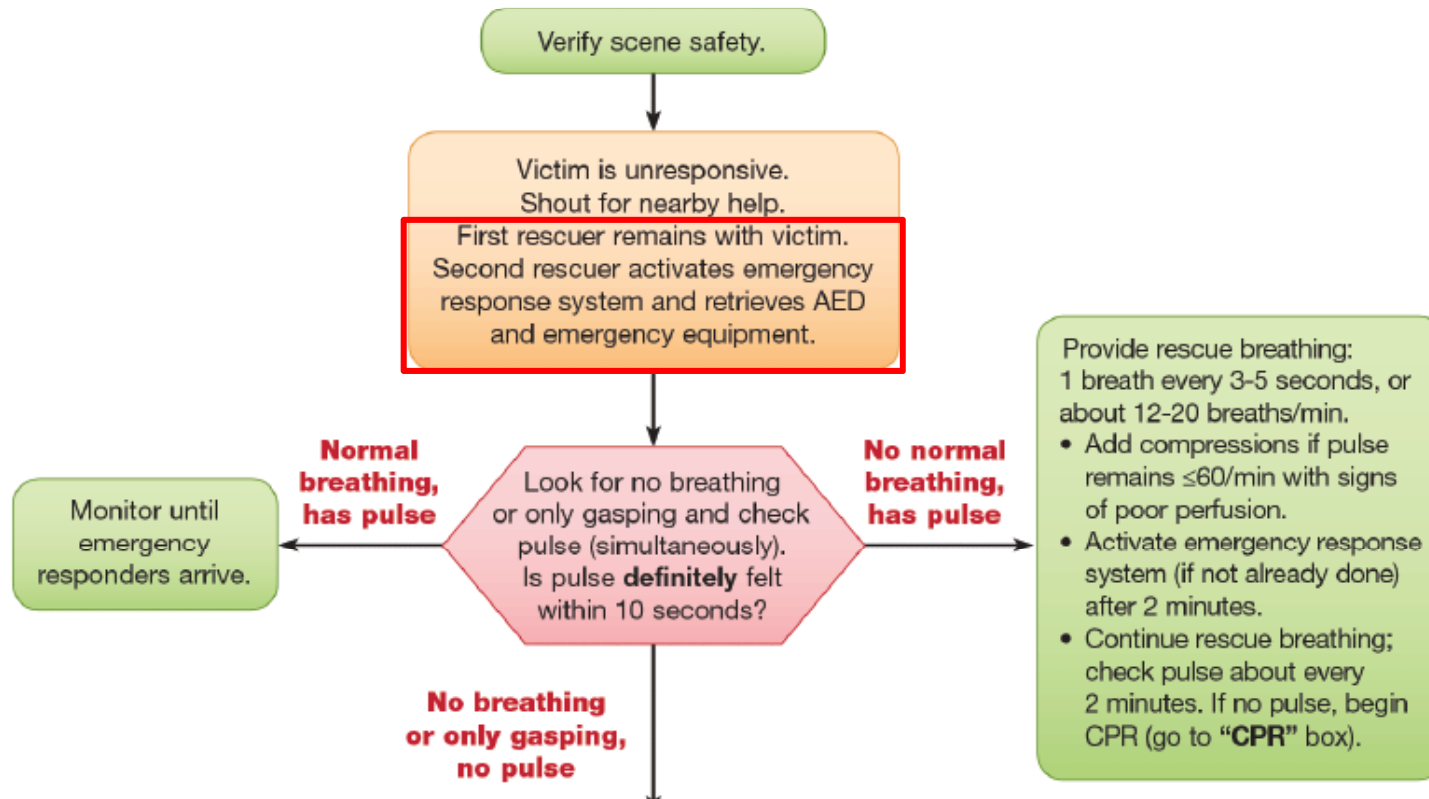 Verify scene safety.
Victim is unresponsive.
Shout for nearby help.
First rescuer remains with victim.
Second rescuer activates emergency
response system and retrieves AED
and emergency equipment.
Normal
breathing,
has pulse
Monitor until
emergency
responders arrive.
Look for no breathing
or only gasping and check
pulse (simultaneously).
Is pulse definitely felt
within 10 seconds?
No normal
breathing,
has pulse
Provide rescue breathing:
1 breath every 3-5 seconds, or
about 12-20 breaths/min.
• Add compressions if pulse
remains ≤60/min with signs
of poor perfusion.
• Activate emergency response
system (if not already done)
after 2 minutes.
• Continue rescue breathing;
check pulse about every
2 minutes. If no pulse, begin
CPR (go to “CPR” box).
No breathing
or only gasping,
no pulse